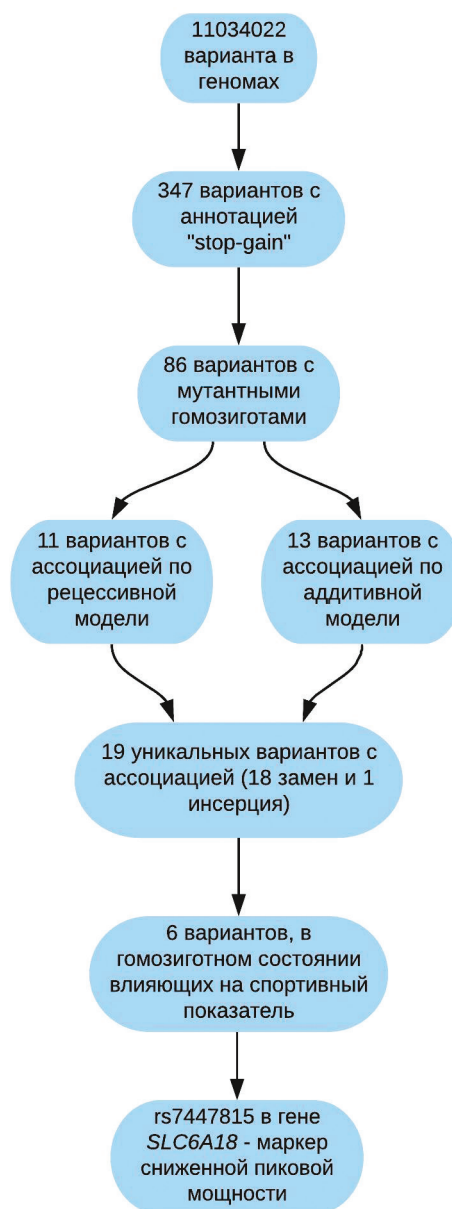 11034022
варианта в
геномах
347 вариантов с
аннотацией
"stop-gain"
86 вариантов с
мутантными
гомозиготами
11 вариантов с
ассоциацией по
рецессивной
модели
13 вариантов с
ассоциацией по
аддитивной
модели
19 уникальных вариантов с
ассоциацией (18 замен и 1
инсерция)
6 вариантов, в
гомозиготном состоянии
влияющих на спортивный
показатель
rs7447815 в гене
SLC6A18 - маркер
сниженной пиковой
мощности